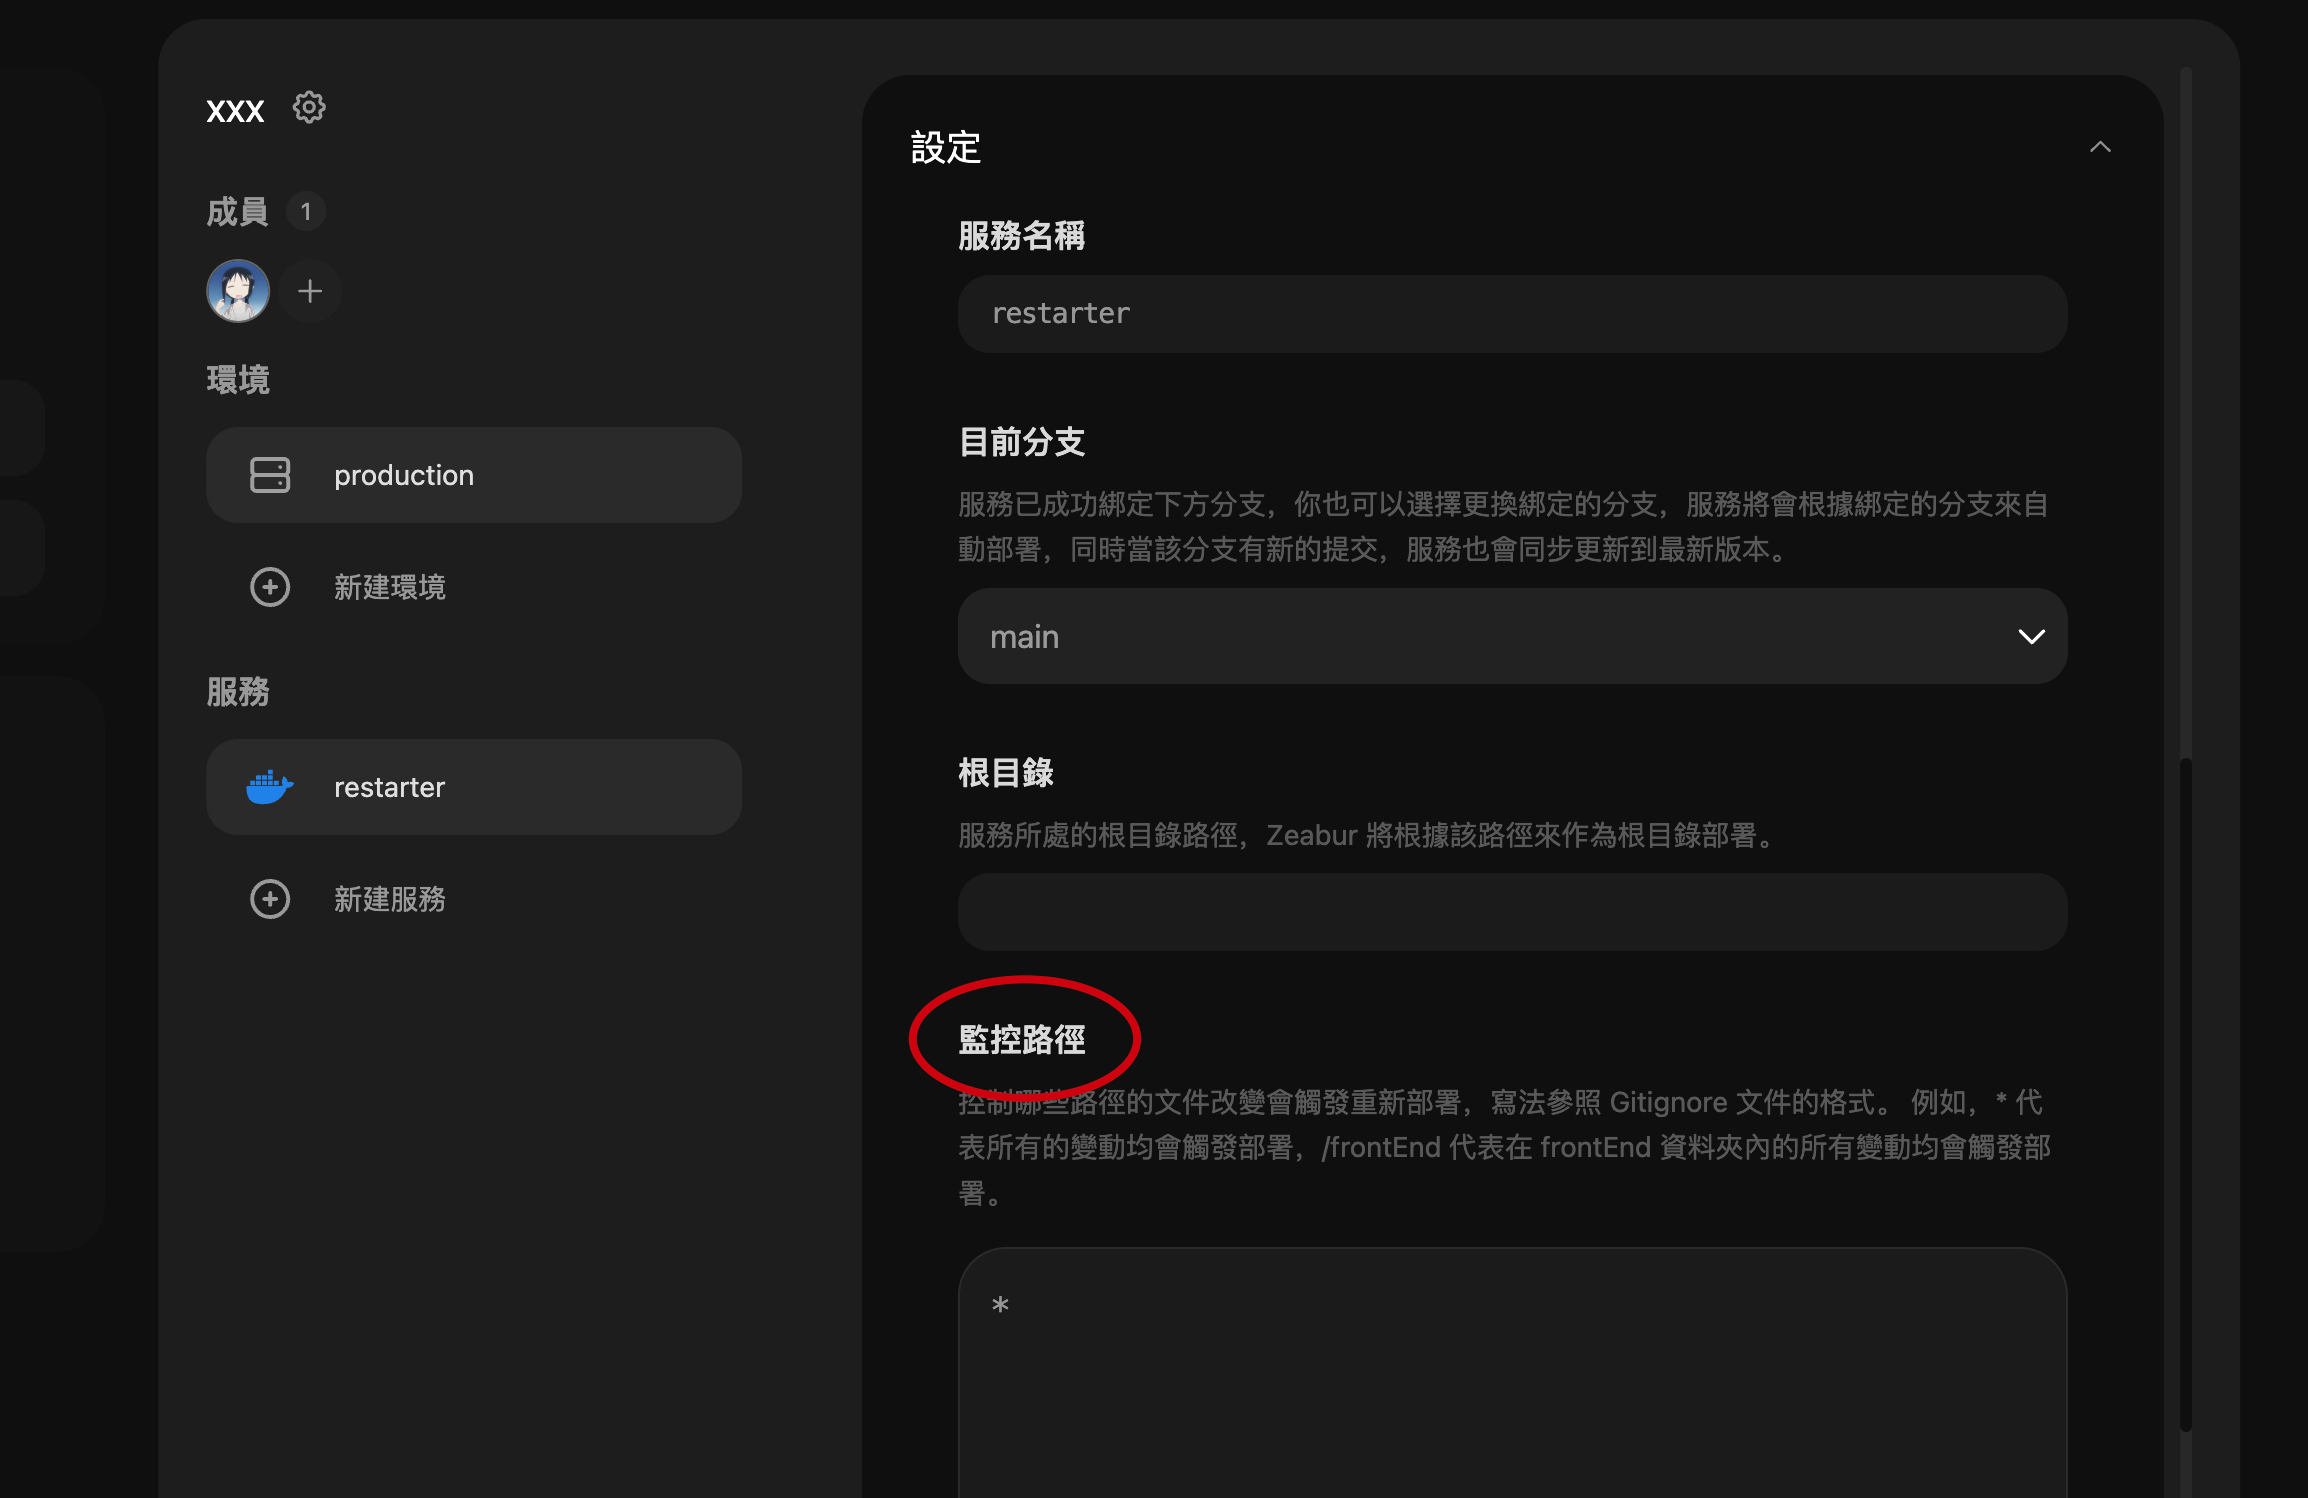 xxx
成員 1
環境
production
新建環境
服務
restarter
新建服務
設定
服務名稱
restarter
目前分支
服務已成功綁定下方分支，你也可以選擇更換綁定的分支，服務將會根據綁定的分支來自
動部署，同時當該分支有新的提交，服務也會同步更新到最新版本。
main
根目錄
服務所處的根目錄路徑，Zeabur 將根據該路徑來作為根目錄部署。
監控路徑
控制哪些路徑的文件改變會觸發重新部署，寫法參照 Gitignore 文件的格式。 例如，* 代
表所有的變動均會觸發部署，/frontEnd 代表在 frontEnd 資料夾內的所有變動均會觸發部
署。
*